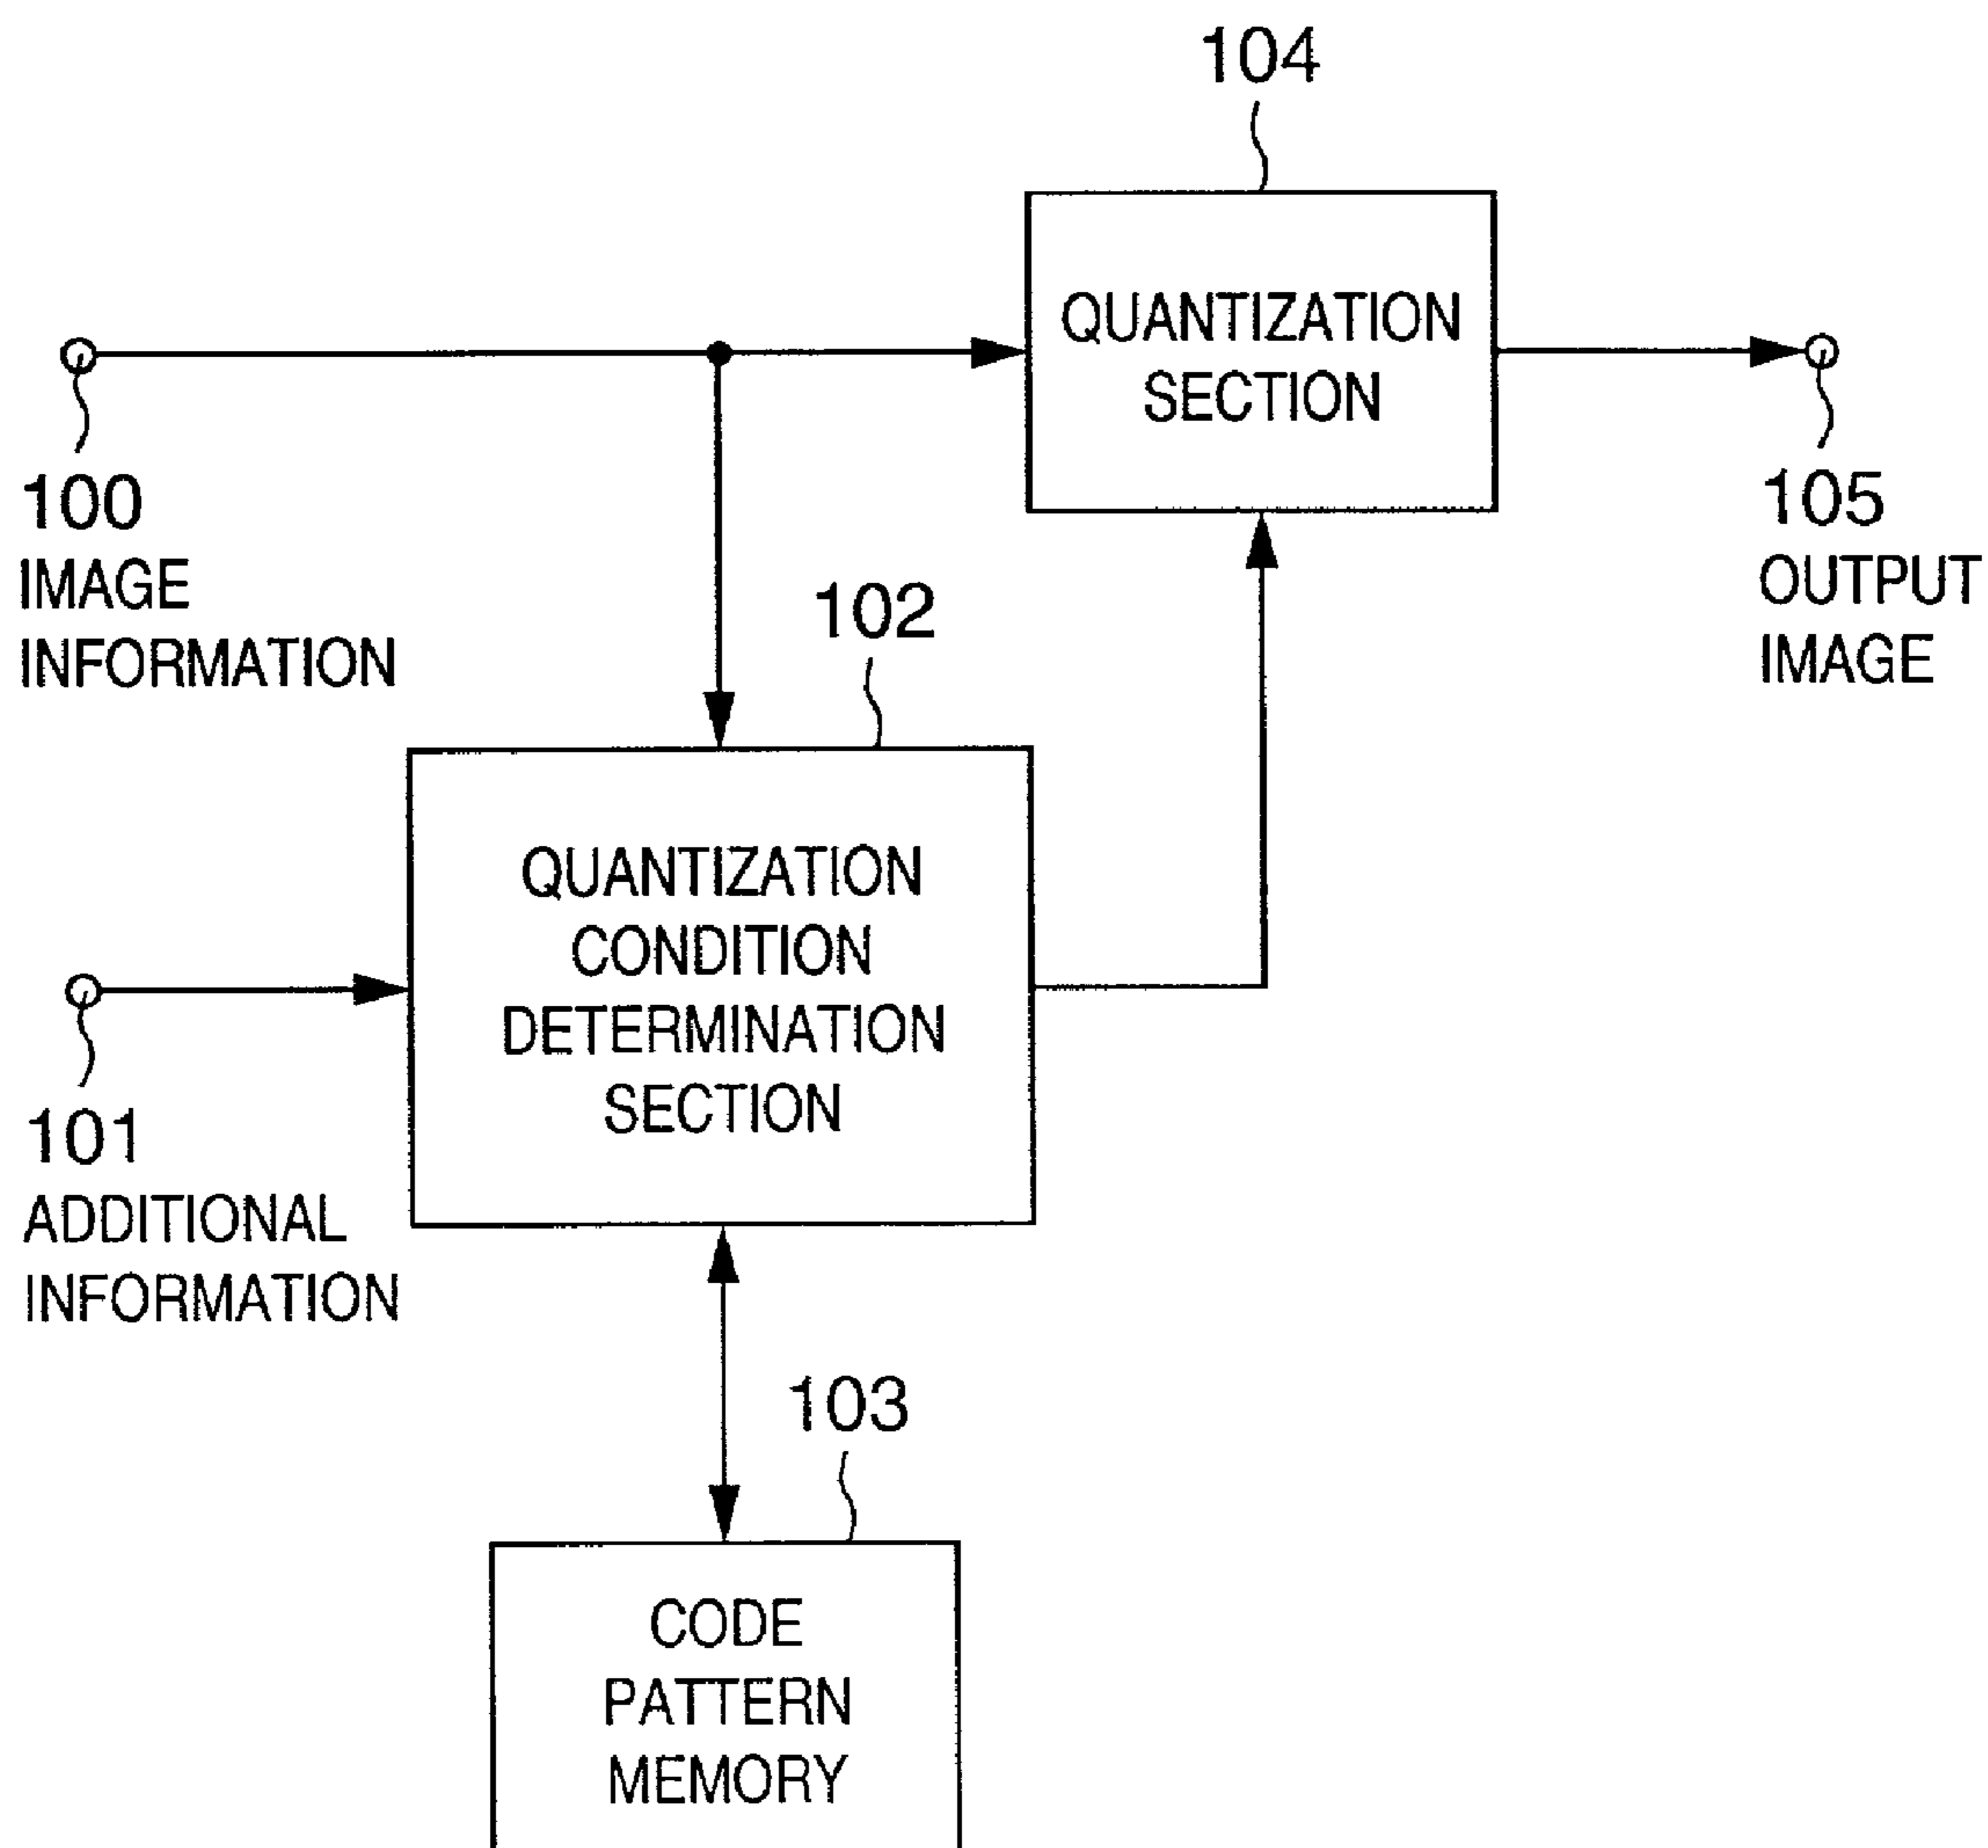 104
QUANTIZATION
SECTION
100
IMAGE
INFORMATION
105
OUTPUT
IMAGE
102
QUANTIZATION
CONDITION
DETERMINATION
SECTION
101
ADDITIONAL
INFORMATION
103
CODE
PATTERN
MEMORY